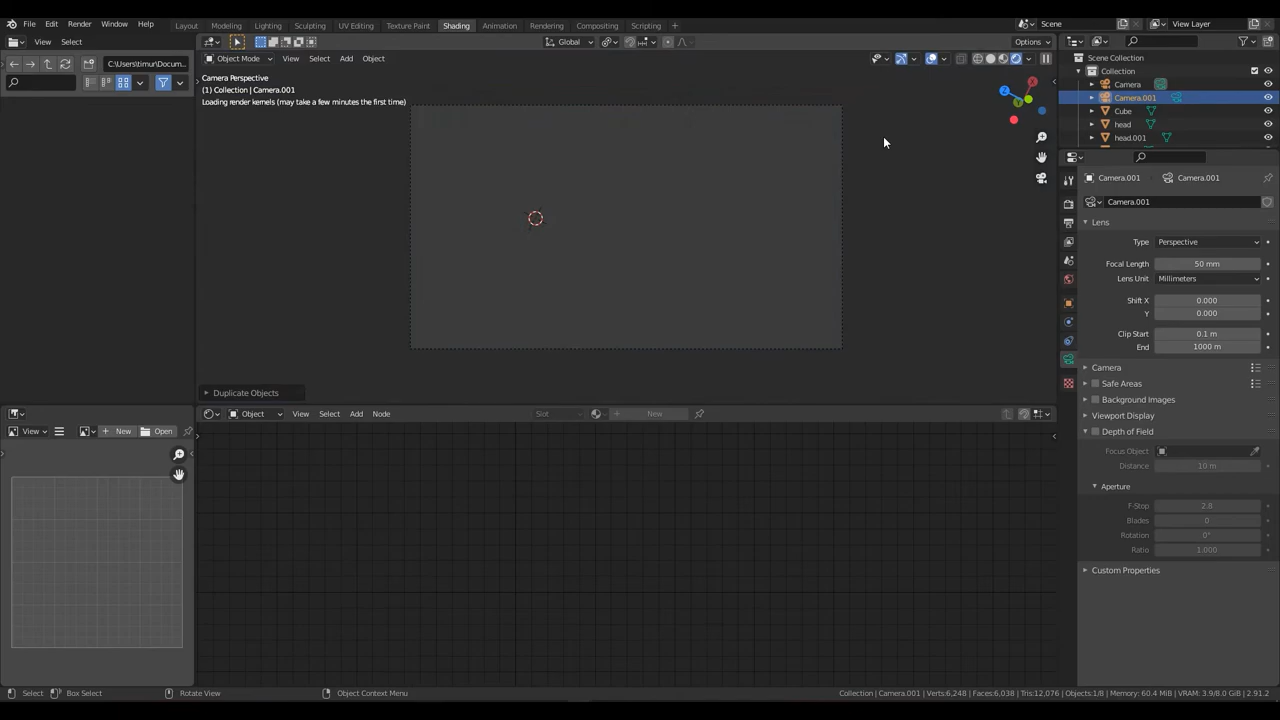 File Edit Render Window Help Layout Modeling Lighting Sculpting UV Editing Texture Paint Shading Animation Rendering Compositing Scripting + Scene View Layer
View Select Global Options
C:\Users\timur\Docum...
Object Mode View Select Add Object
Camera Perspective
(1) Collection | Camera.001
Loading render kernels (may take a few minutes the first time)
X
Y
Z
Duplicate Objects
Scene Collection
Collection
Camera
Camera.001
Cube
head
head.001
Camera.001 Camera.001
Camera.001
Lens
Type Perspective
Focal Length 50 mm
Lens Unit Millimeters
Shift X 0.000
Y 0.000
Clip Start 0.1 m
End 1000 m
Camera
Safe Areas
Background Images
Viewport Display
Depth of Field
Focus Object
Distance 10 m
Aperture
F-Stop 2.8
Blades 0
Rotation 0°
Ratio 1.000
Custom Properties
View New Open
Object View Select Add Node Slot New
Select Box Select Rotate View Object Context Menu Collection | Camera.001 | Verts:6,248 | Faces:6,038 | Tris:12,076 | Objects:1/8 | Memory: 60.4 MiB | VRAM: 3.9/8.0 GiB | 2.91.2